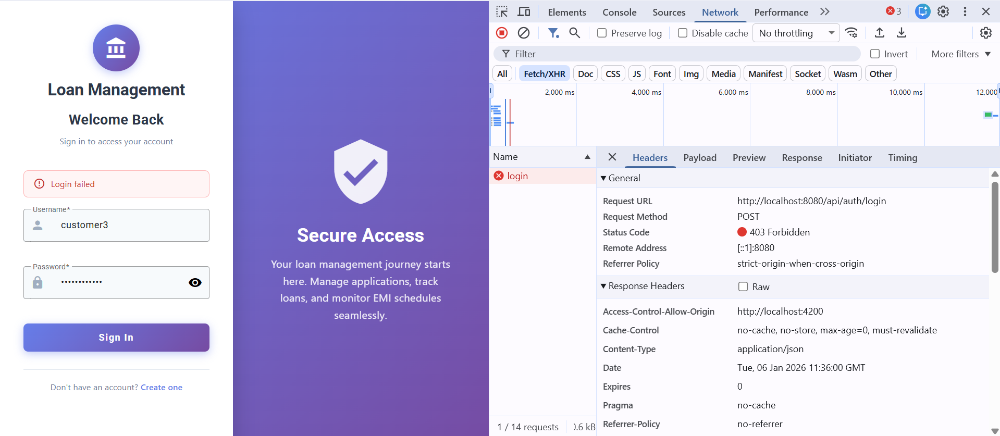 Loan Management
Welcome Back
Sign in to access your account
Login failed
Username*
customer3
Password*
••••••••••••
Sign In
Don't have an account? Create one
Secure Access
Your loan management journey starts
here. Manage applications, track
loans, and monitor EMI schedules
seamlessly.
Elements Console Sources Network Performance 3
Preserve log Disable cache No throttling
Filter Invert More filters
All Fetch/XHR Doc CSS JS Font Img Media Manifest Socket Wasm Other
2,000 ms 4,000 ms 6,000 ms 8,000 ms 10,000 ms 12,000
Name
login
1 / 14 requests 0.6 kB
Headers Payload Preview Response Initiator Timing
General
Request URL http://localhost:8080/api/auth/login
Request Method POST
Status Code 403 Forbidden
Remote Address [::1]:8080
Referrer Policy strict-origin-when-cross-origin
Response Headers Raw
Access-Control-Allow-Origin http://localhost:4200
Cache-Control no-cache, no-store, max-age=0, must-revalidate
Content-Type application/json
Date Tue, 06 Jan 2026 11:36:00 GMT
Expires 0
Pragma no-cache
Referrer-Policy no-referrer